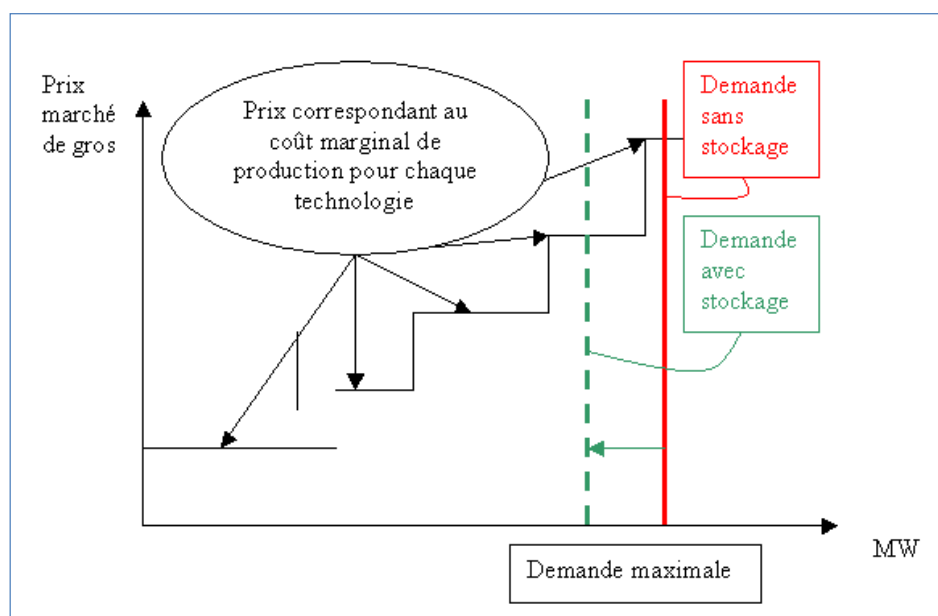 Prix
marché
de gros
Prix correspondant au
coût marginal de
production pour chaque
technologie
Demande
sans
stockage
Demande
avec
stockage
MW
Demande maximale